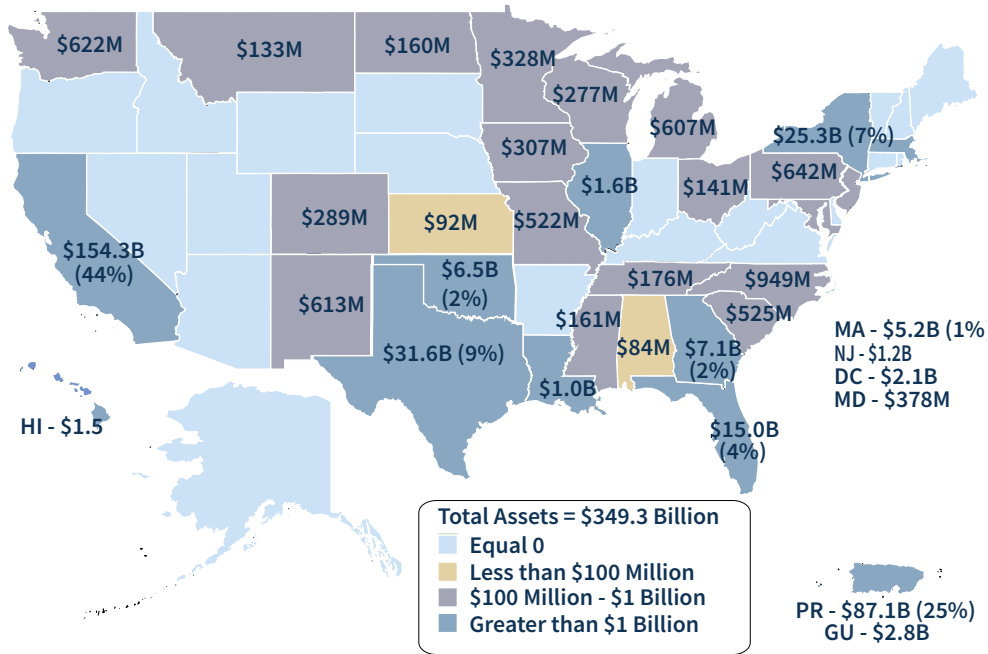 $622M
$133M
$160M
$328M
$277M
$607M
$25.3B (7%)
$307M
$642M
$1.6B
$141M
$289M
$92M
$522M
$154.3B
(44%)
$6.5B
(2%)
$176M
$949M
$613M
$161M
$525M
$31.6B (9%)
$84M
$7.1B
(2%)
$1.0B
MA - $5.2B (1%
NJ - $1.2B
DC - $2.1B
MD - $378M
HI - $1.5
$15.0B
(4%)
Total Assets = $349.3 Billion
Equal 0
Less than $100 Million
$100 Million - $1 Billion
Greater than $1 Billion
PR - $87.1B (25%)
GU - $2.8B